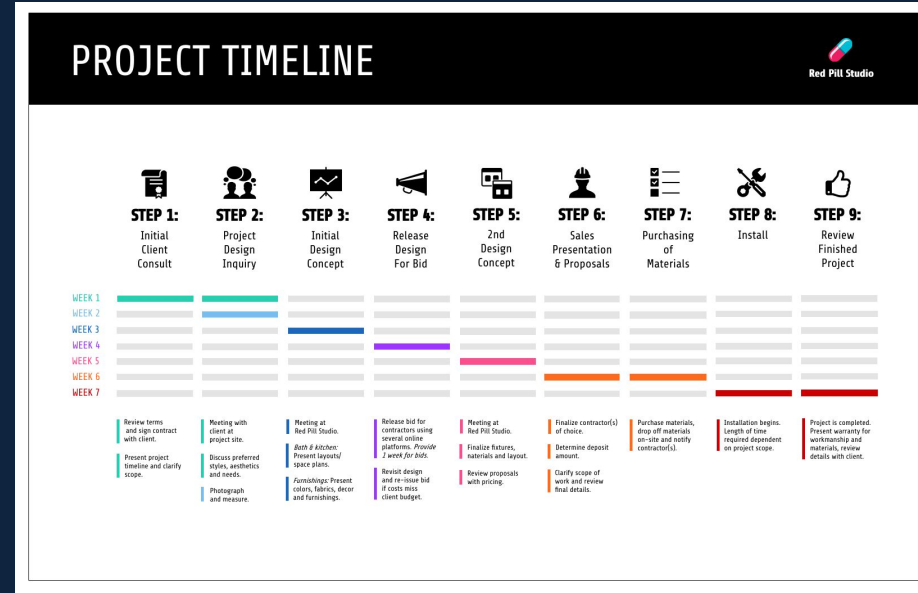 PROJECT TIMELINE
Red Pill Studio
STEP 1:
Initial
Client
Consult
STEP 2:
Project
Design
Inquiry
STEP 3:
Initial
Design
Concept
STEP 4:
Release
Design
For Bid
STEP 5:
2nd
Design
Concept
STEP 6:
Sales
Presentation
& Proposals
STEP 7:
Purchasing
of
Materials
STEP 8:
Install
STEP 9:
Review
Finished
Project
WEEK 1
WEEK 2
WEEK 3
WEEK 4
WEEK 5
WEEK 6
WEEK 7
Review terms
and sign contract
with client.
Present project
timeline and clarify
scope.
Meeting with
client at
project site.
Discuss preferred
styles, aesthetics
and needs.
Photograph
and measure.
Meeting at
Red Pill Studio.
Bath & kitchen:
Present layouts/
space plans.
Furnishings: Present
colors, fabrics, decor
and furnishings.
Release bid for
contractors using
several online
platforms. Provide
1 week for bids.
Revisit design
and re-issue bid
if costs miss
client budget.
Meeting at
Red Pill Studio.
Finalize fixtures,
naterials and layout.
Review proposals
with pricing.
Finalize contractor(s)
of choice.
Determine deposit
amount.
Clarify scope of
work and review
final details.
Purchase materials,
drop off materials
on-site and notify
contractor(s).
Installation begins.
Length of time
required dependent
on project scope.
Project is completed.
Present warranty for
workmanship and
materials, review
details with client.